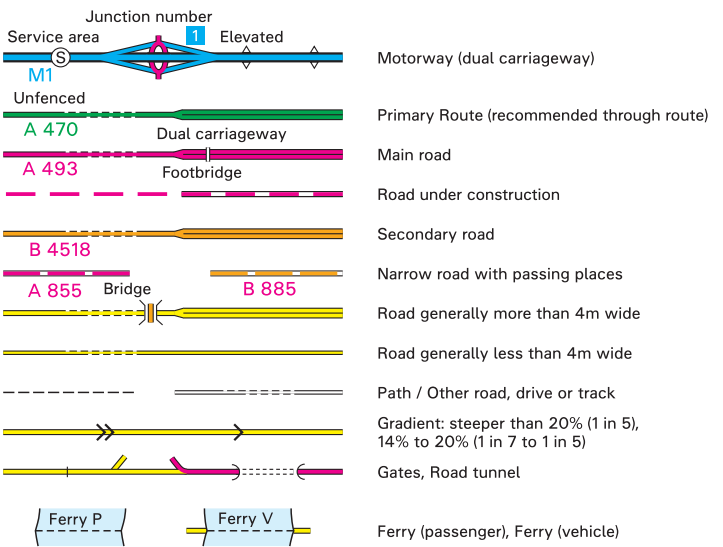 Junction number
Service area
1
Elevated
S
Motorway (dual carriageway)
M1
Unfenced
Primary Route (recommended through route)
A 470
Dual carriageway
Main road
A 493
Footbridge
Road under construction
Secondary road
B 4518
Narrow road with passing places
A 855
Bridge
B 885
Road generally more than 4m wide
Road generally less than 4m wide
Path / Other road, drive or track
Gradient: steeper than 20% (1 in 5),
14% to 20% (1 in 7 to 1 in 5)
Gates, Road tunnel
Ferry P
Ferry V
Ferry (passenger), Ferry (vehicle)